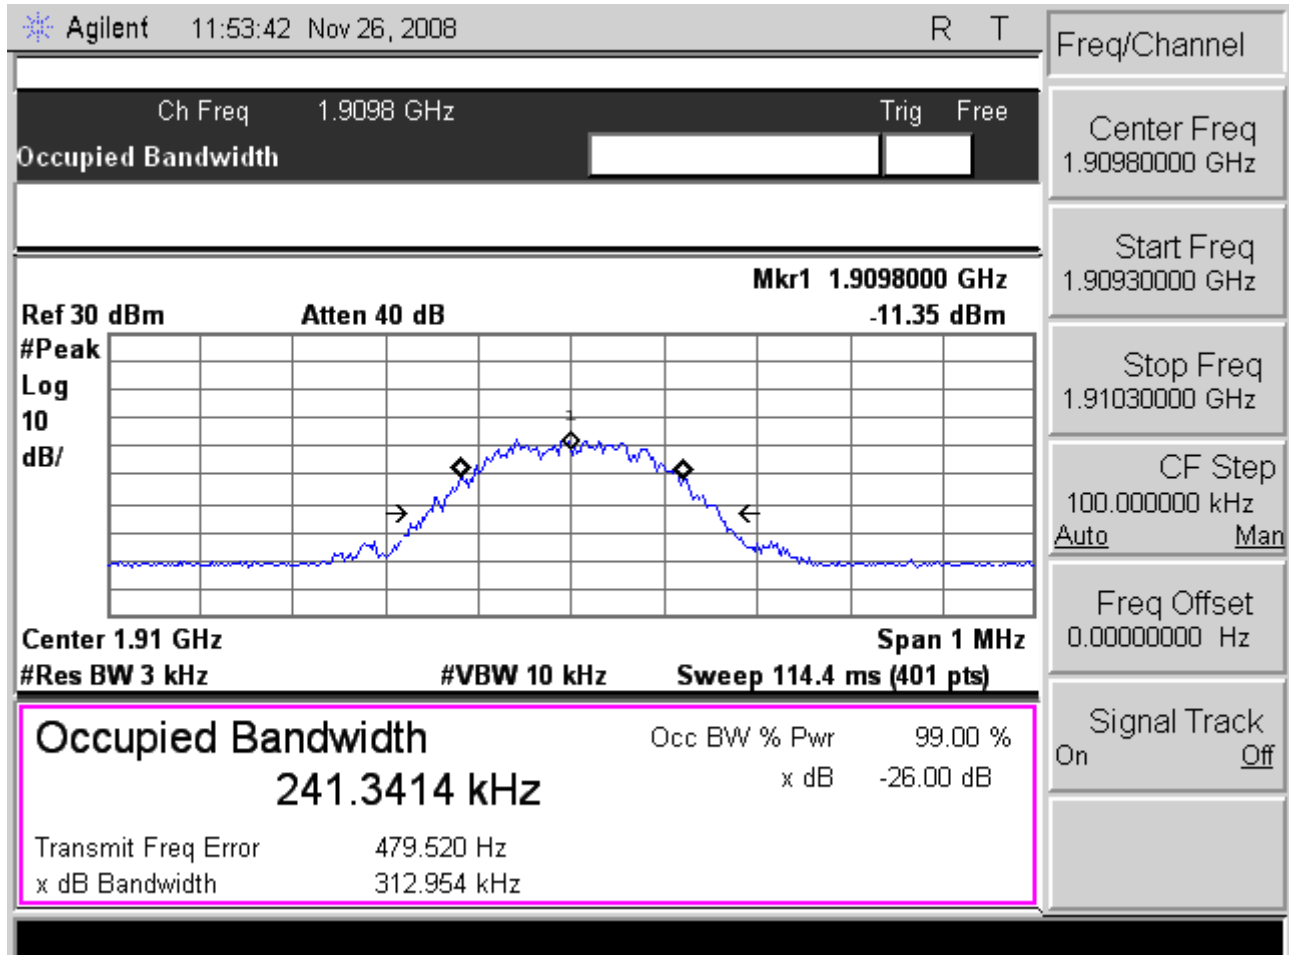 Agilent 11:53:42 Nov 26, 2008 R T
Ch Freq 1.9098 GHz Trig Free
Occupied Bandwidth
Mkr1 1.9098000 GHz
Ref 30 dBm Atten 40 dB -11.35 dBm
#Peak
Log
10
dB/
1
Center 1.91 GHz Span 1 MHz
#Res BW 3 kHz #VBW 10 kHz Sweep 114.4 ms (401 pts)
Occupied Bandwidth
241.3414 kHz
Occ BW % Pwr 99.00 %
x dB -26.00 dB
Transmit Freq Error 479.520 Hz
x dB Bandwidth 312.954 kHz
Freq/Channel
Center Freq
1.90980000 GHz
Start Freq
1.90930000 GHz
Stop Freq
1.91030000 GHz
CF Step
100.000000 kHz
Auto Man
Freq Offset
0.00000000 Hz
Signal Track
On Off